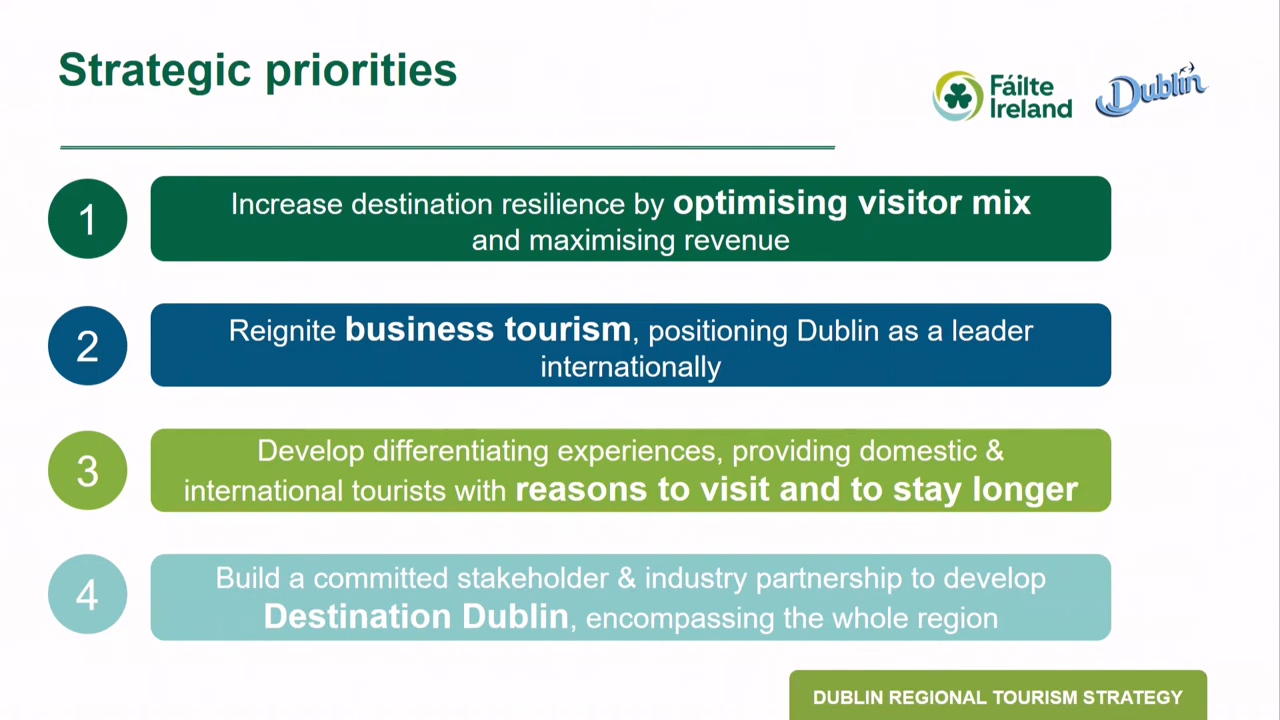 Strategic priorities
Fáilte
Ireland
Dublin
1
Increase destination resilience by optimising visitor mix
and maximising revenue
2
Reignite business tourism, positioning Dublin as a leader
internationally
3
Develop differentiating experiences, providing domestic &
international tourists with reasons to visit and to stay longer
4
Build a committed stakeholder & industry partnership to develop
Destination Dublin, encompassing the whole region
DUBLIN REGIONAL TOURISM STRATEGY